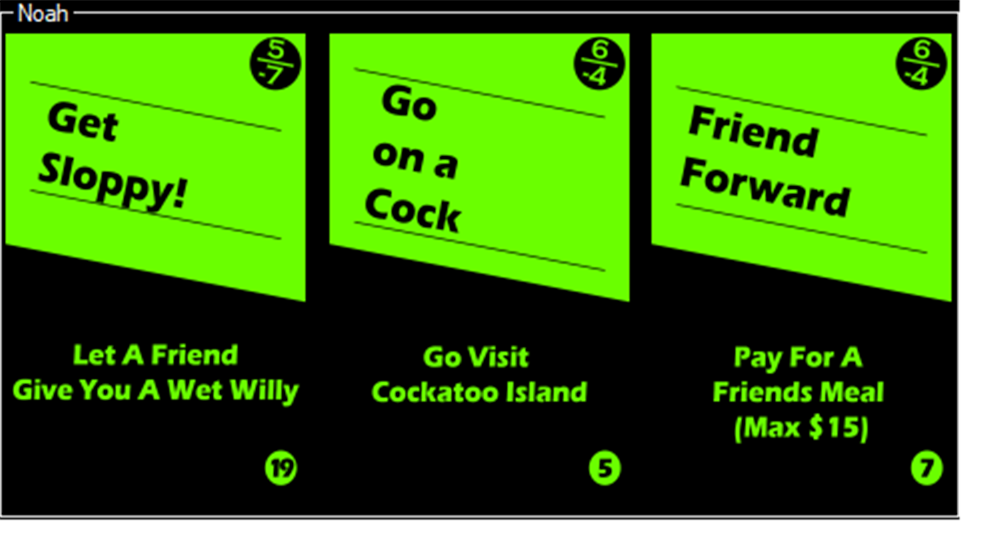 Noah
5
-7
Get
Sloppy!
Let A Friend
Give You A Wet Willy
19
6
-4
Go
on a
Cock
Go Visit
Cockatoo Island
5
6
-4
Friend
Forward
Pay For A
Friends Meal
(Max $15)
7